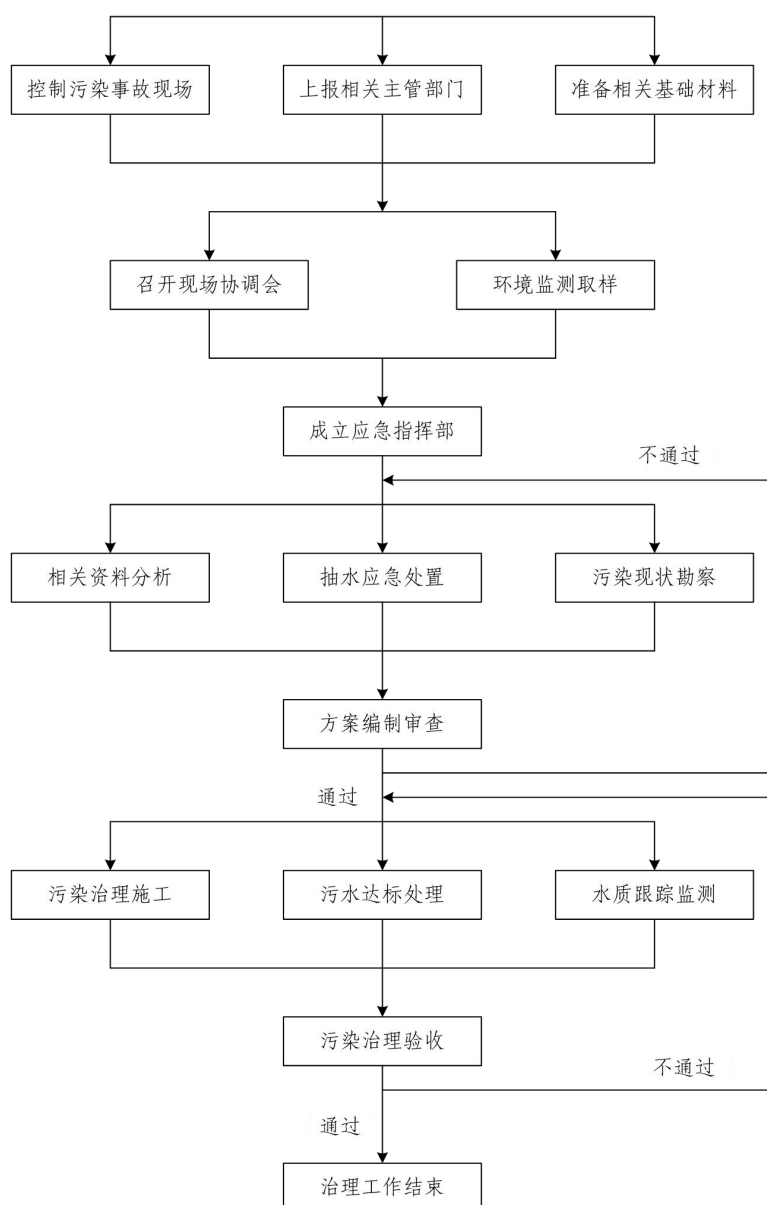 控制污染事故现场
上报相关主管部门
准备相关基础材料
召开现场协调会
环境监测取样
成立应急指挥部
不通过
相关资料分析
抽水应急处置
污染现状勘察
方案编制审查
通过
污染治理施工
污水达标处理
水质跟踪监测
污染治理验收
不通过
通过
治理工作结束